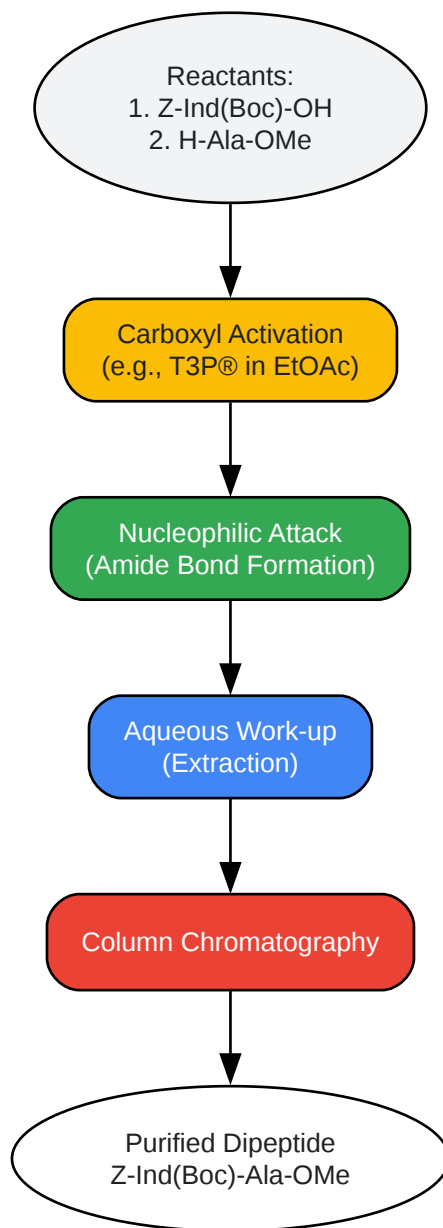 Reactants:
1. Z-Ind(Boc)-OH
2. H-Ala-OMe
Carboxyl Activation
(e.g., T3P® in EtOAc)
Nucleophilic Attack
(Amide Bond Formation)
Aqueous Work-up
(Extraction)
Column Chromatography
Purified Dipeptide
Z-Ind(Boc)-Ala-OMe